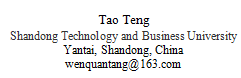 Tao Teng
Shandong Technology and Business University
Yantai, Shandong, China
wenquantang@163.com